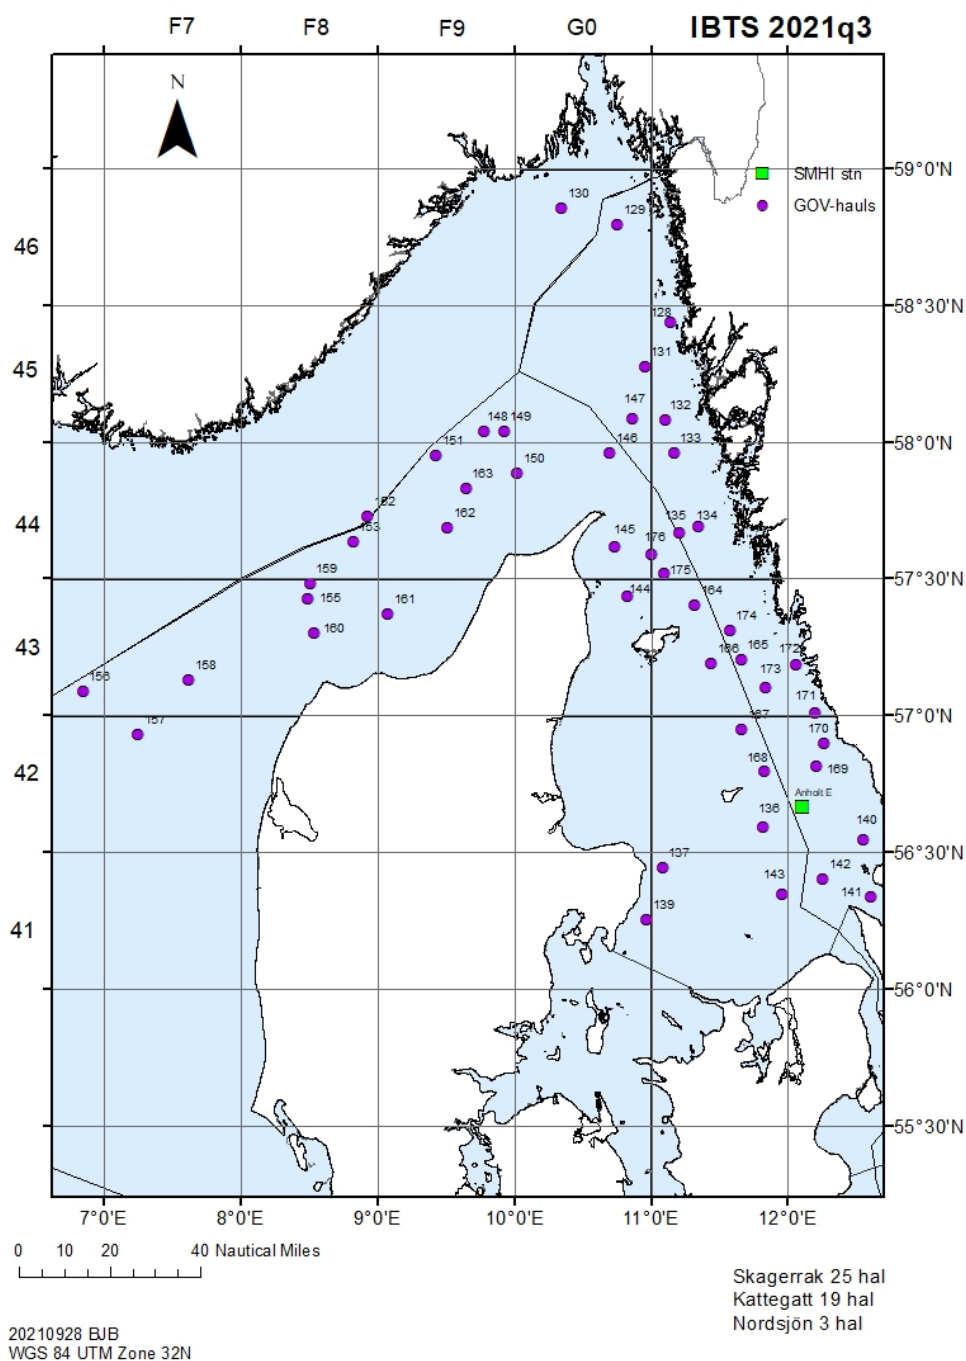 F7 F8 F9 G0 IBTS 2021q3
N
59°0'N
SMHI stn
GOV-hauls
130
129
46
58°30'N
128
131
45
147 132
148 149
146 133
58°0'N
151
150
163
152
44
162
153
135 134
145 176
57°30'N
159
175
155
144 164
161
160
174
43
166 165 172
158
173
156
171
57°0'N
157
167
170
168
169
42
Anholt E
136
140
56°30'N
137
142
143
141
139
41
56°0'N
55°30'N
7°0'E 8°0'E 9°0'E 10°0'E 11°0'E 12°0'E
0 10 20 40 Nautical Miles
Skagerrak 25 hal
Kattegatt 19 hal
Nordsjön 3 hal
20210928 BJB
WGS 84 UTM Zone 32N